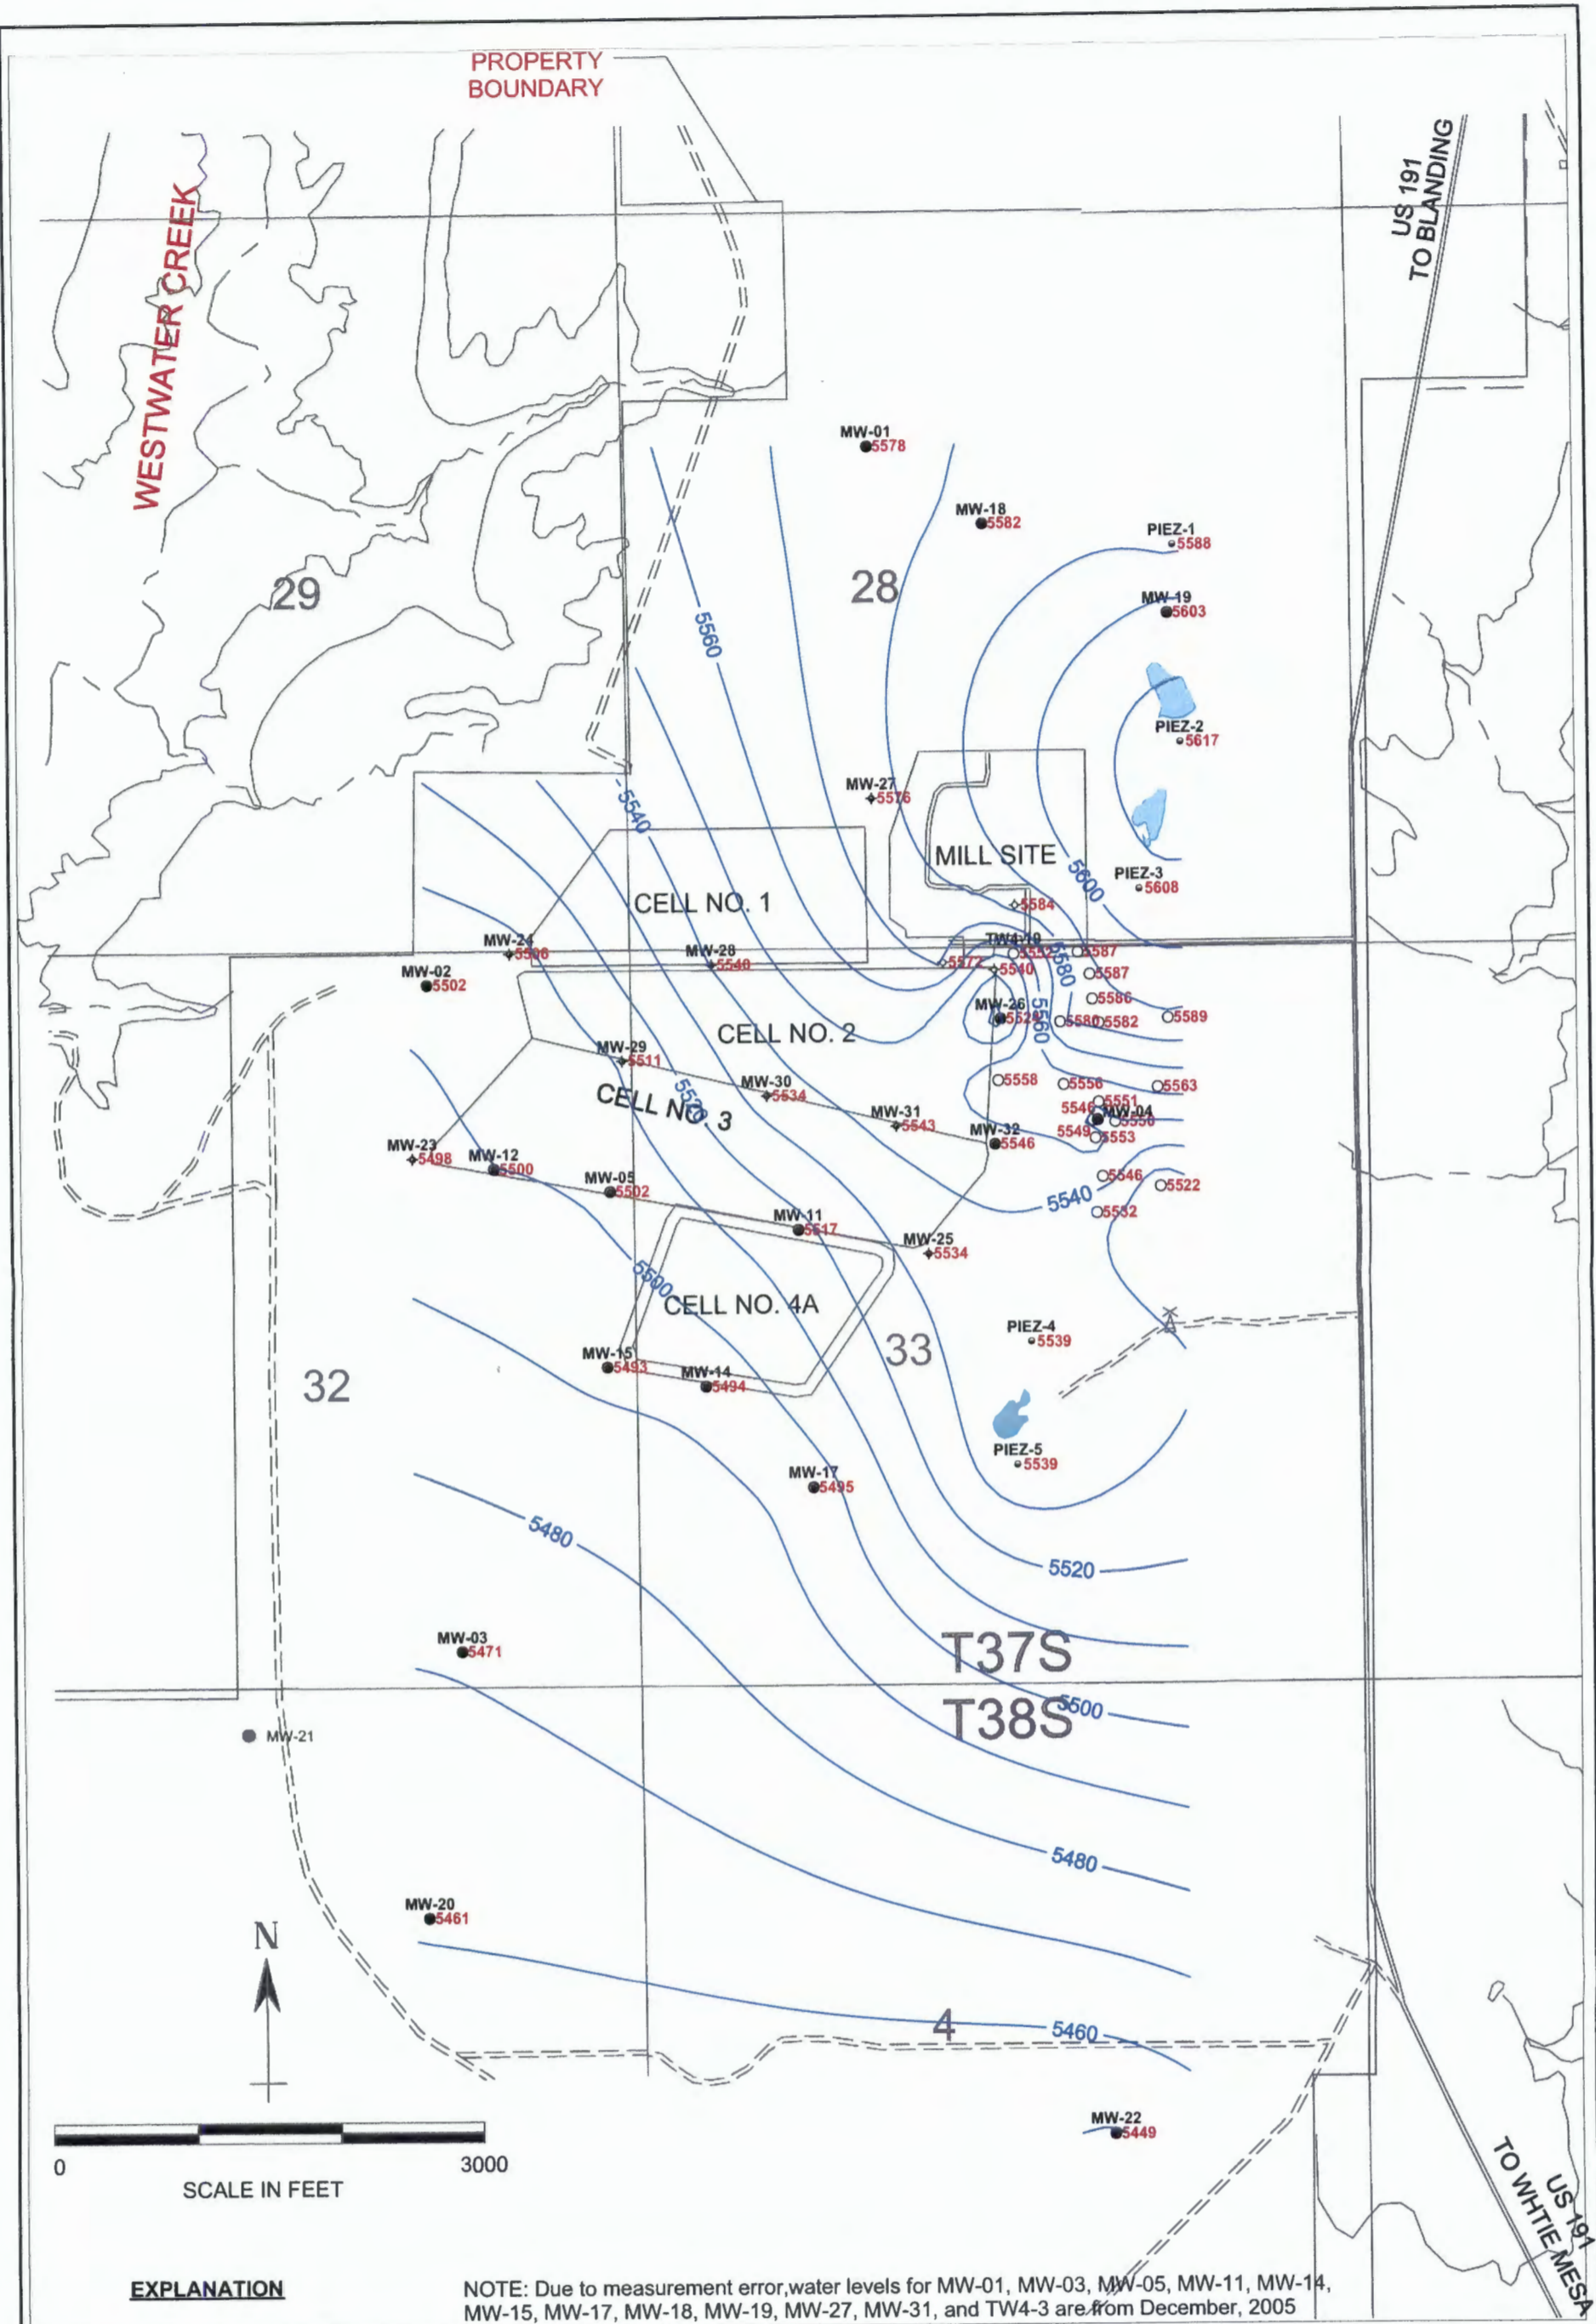 PROPERTY
BOUNDARY
US 191
TO BLANDING
WESTWATER CREEK
MW-01
5578
MW-18
5582
PIEZ-1
5588
28
29
MW-19
5603
5560
PIEZ-2
5617
MW-27
5576
5540
MILL SITE
5600
PIEZ-3
5608
CELL NO. 1
5584
MW-24
5506
MW-28
5540
TW4-19
5552
5587
5572
5540
5580
5587
MW-02
5502
5586
MW-26
5560
5580
5582
5589
CELL NO. 2
MW-29
5511
MW-30
5534
5520
5558
5556
5563
CELL NO. 3
5551
5546
MW-04
5550
MW-31
5543
MW-32
5546
5549
5553
MW-23
5498
MW-12
5500
MW-05
5502
5546
5522
5540
5532
MW-11
5517
MW-25
5534
5500
CELL NO. 4A
PIEZ-4
5539
33
32
MW-15
5493
MW-14
5494
PIEZ-5
5539
MW-17
5495
5480
5520
MW-03
5471
T37S
T38S
5500
MW-21
5480
MW-20
5461
N
4
5460
MW-22
5449
0
3000
SCALE IN FEET
US 191
TO WHTIE MESA
EXPLANATION
NOTE: Due to measurement error,water levels for MW-01, MW-03, MW-05, MW-11, MW-14,
MW-15, MW-17, MW-18, MW-19, MW-27, MW-31, and TW4-3 are from December, 2005